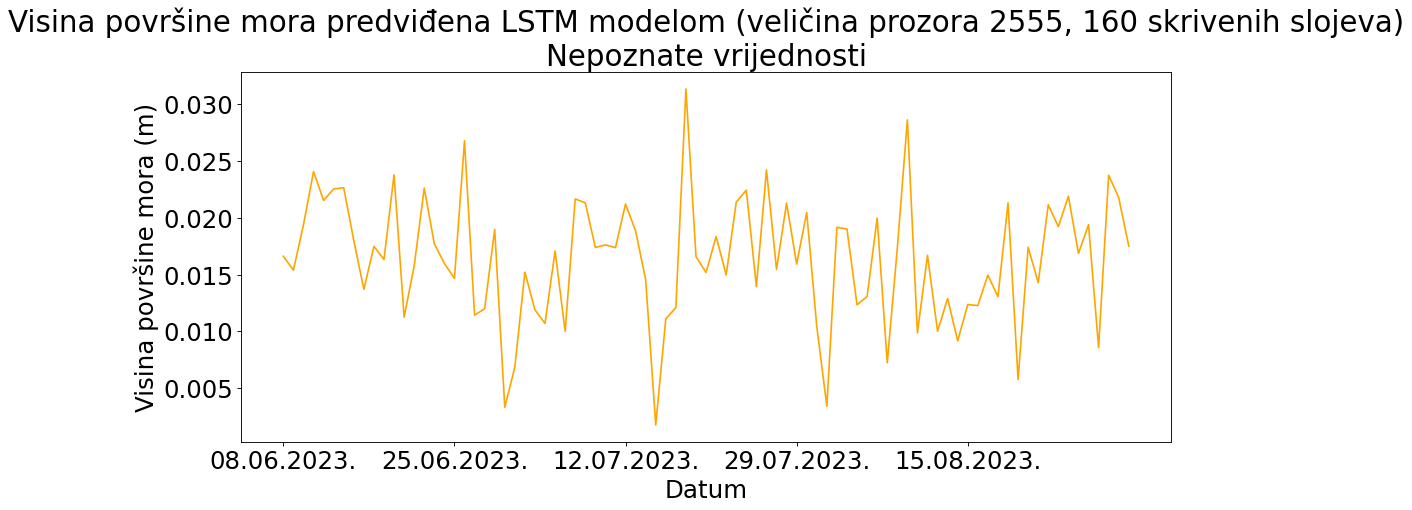 Visina površine mora predviđena LSTM modelom (veličina prozora 2555, 160 skrivenih slojeva)
Nepoznate vrijednosti
Visina površine mora (m)
0.030
0.025
0.020
0.015
0.010
0.005
08.06.2023. 25.06.2023. 12.07.2023. 29.07.2023. 15.08.2023.
Datum